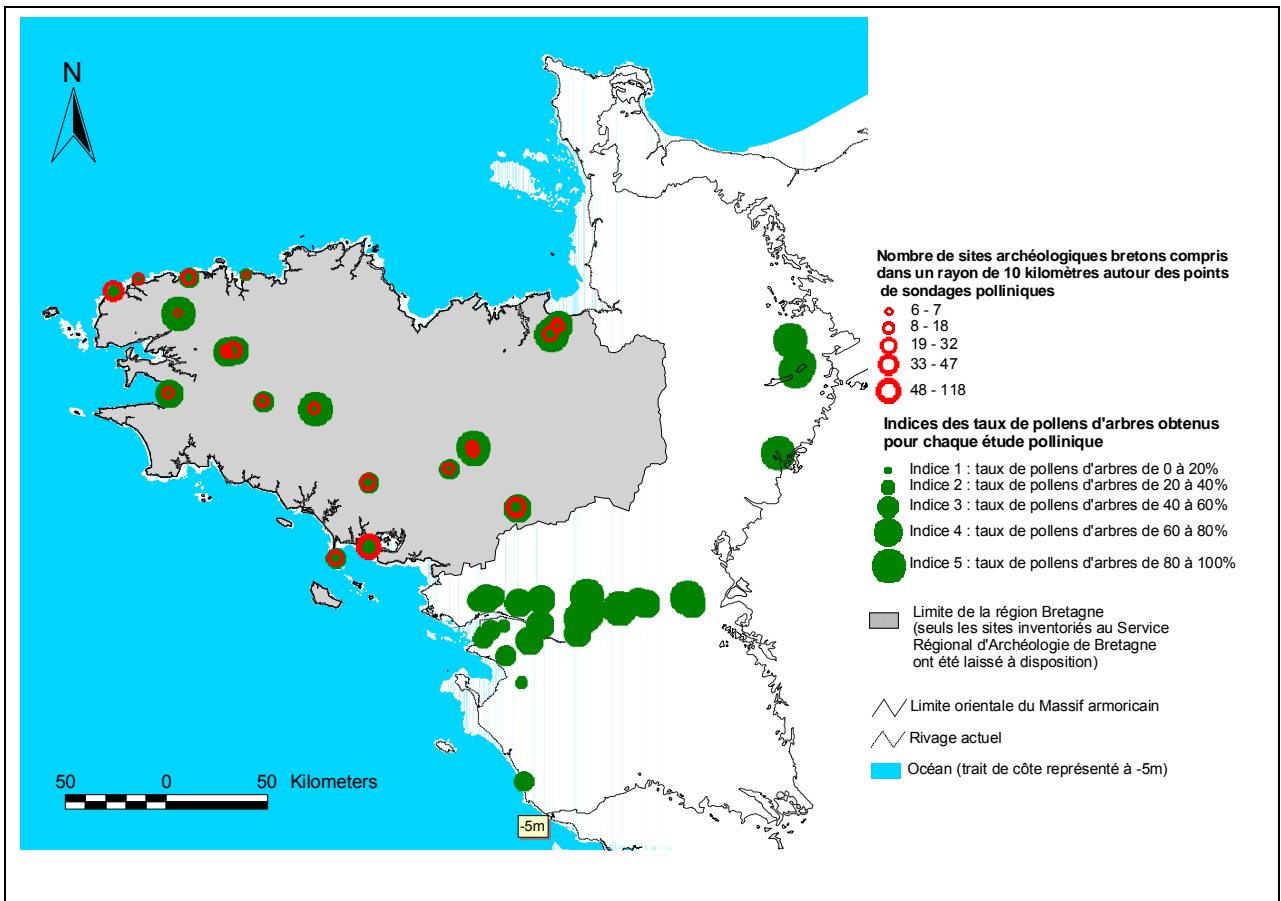 N
Nombre de sites archéologiques bretons compris
dans un rayon de 10 kilomètres autour des points
de sondages polliniques
6 - 7
8 - 18
19 - 32
33 - 47
48 - 118
Indices des taux de pollens d'arbres obtenus
pour chaque étude pollinique
Indice 1 : taux de pollens d'arbres de 0 à 20%
Indice 2 : taux de pollens d'arbres de 20 à 40%
Indice 3 : taux de pollens d'arbres de 40 à 60%
Indice 4 : taux de pollens d'arbres de 60 à 80%
Indice 5 : taux de pollens d'arbres de 80 à 100%
Limite de la région Bretagne
(seuls les sites inventoriés au Service
Régional d'Archéologie de Bretagne
ont été laissé à disposition)
Limite orientale du Massif armoricain
Rivage actuel
Océan (trait de côte représenté à -5m)
50 0 50 Kilometers
-5m